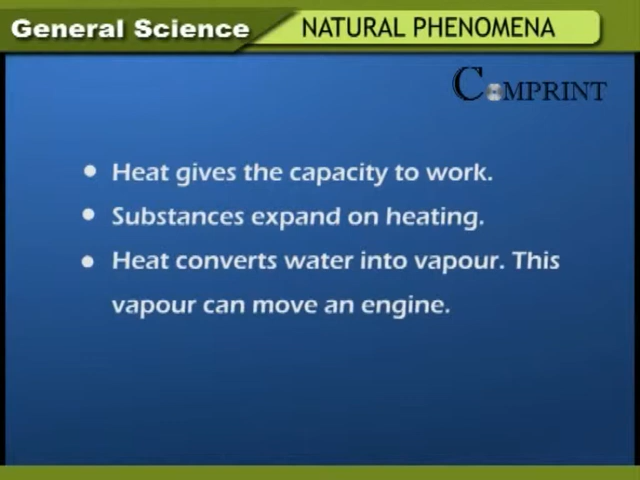 General Science
NATURAL PHENOMENA
COMPRINT
Heat gives the capacity to work.
Substances expand on heating.
Heat converts water into vapour. This
vapour can move an engine.